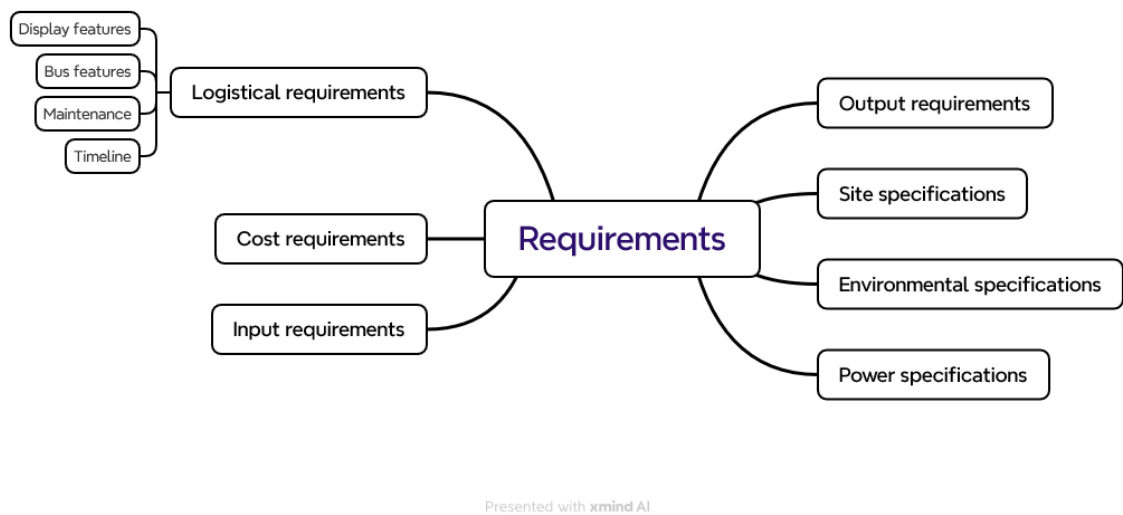 Display features
Bus features
Maintenance
Timeline
Logistical requirements
Cost requirements
Input requirements
Requirements
Output requirements
Site specifications
Environmental specifications
Power specifications
Presented with xmind AI